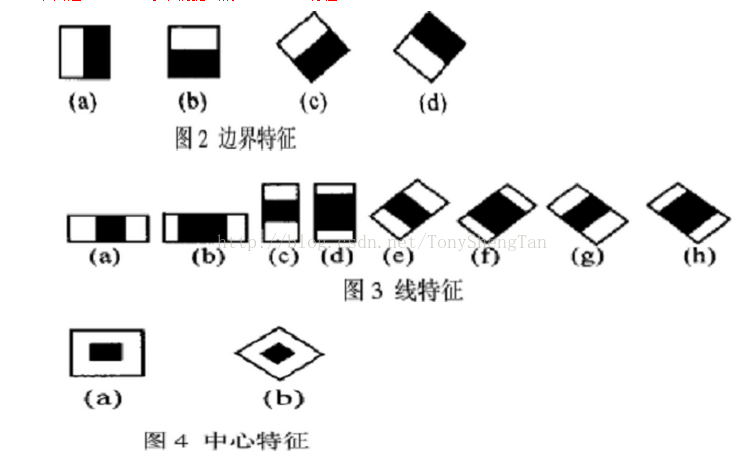 (a) (b) (c) (d)
图2 边界特征
(a) (b) (c) (d) (e) (f) (g) (h)
http://blog.csdn.net/TonyShengTan
图3 线特征
(a) (b)
图4 中心特征